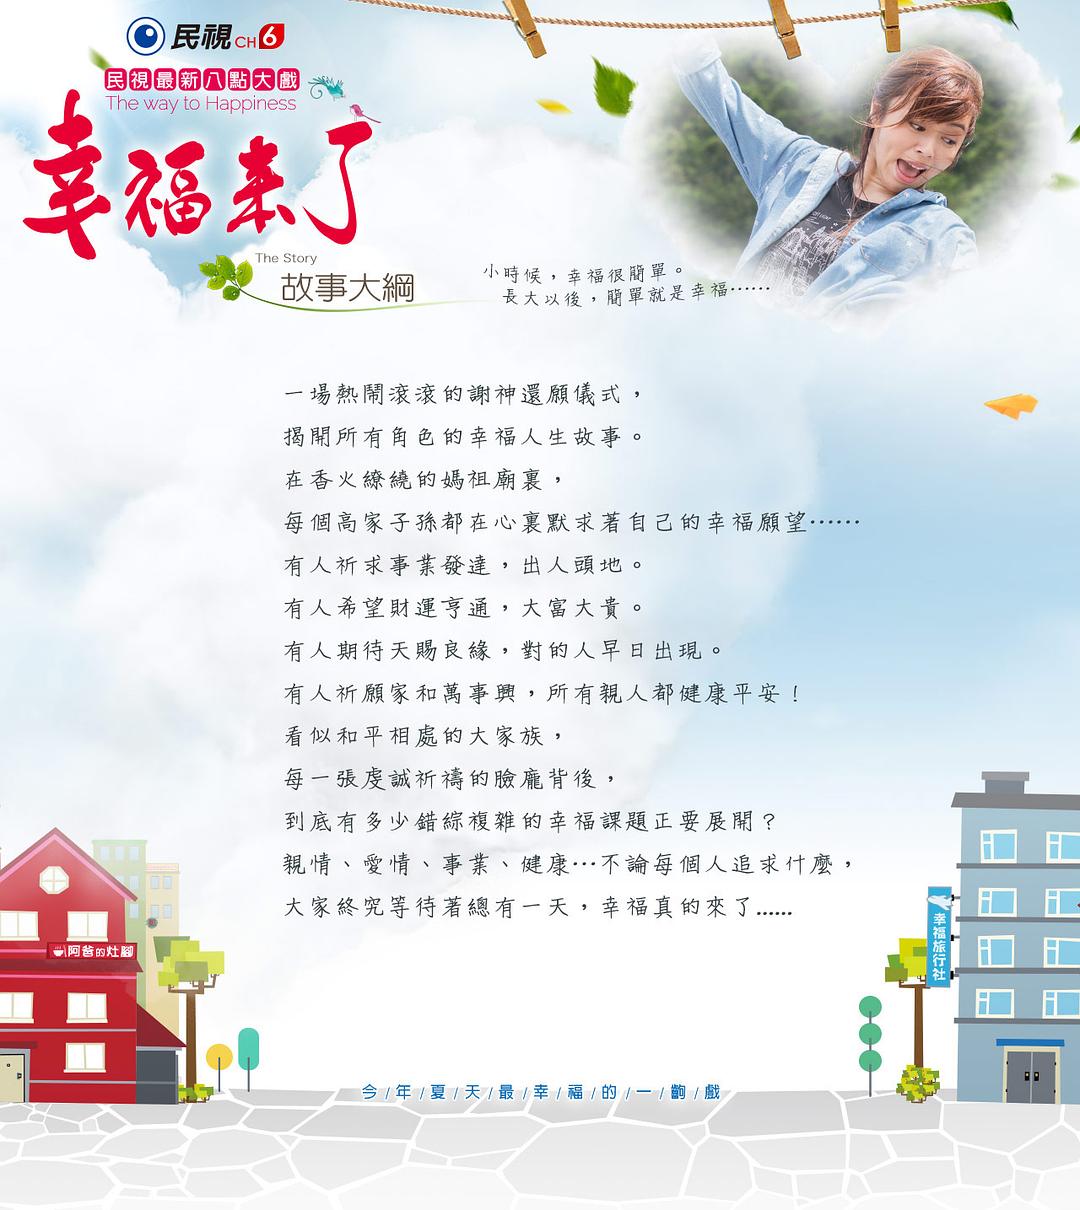 民視CH6
民視最新八點大戲
The way to Happiness
幸福来了
The Story
故事大綱
小時候，幸福很簡單。
長大以後，簡單就是幸福……
一場熱鬧滾滾的謝神還願儀式，
揭開所有角色的幸福人生故事。
在香火繚繞的媽祖廟裏，
每個高家子孫都在心裏默求著自己的幸福願望……
有人祈求事業發達，出人頭地。
有人希望財運亨通，大富大貴。
有人期待天賜良緣，對的人早日出現。
有人祈願家和萬事興，所有親人都健康平安！
看似和平相處的大家族，
每一張虔誠祈禱的臉龐背後，
到底有多少錯綜複雜的幸福課題正要展開？
親情、愛情、事業、健康…不論每個人追求什麼，
大家終究等待著總有一天，幸福真的來了......
阿爸的灶腳
幸福旅行社
今/年/夏/天/最/幸/福/的/一/齣/戲